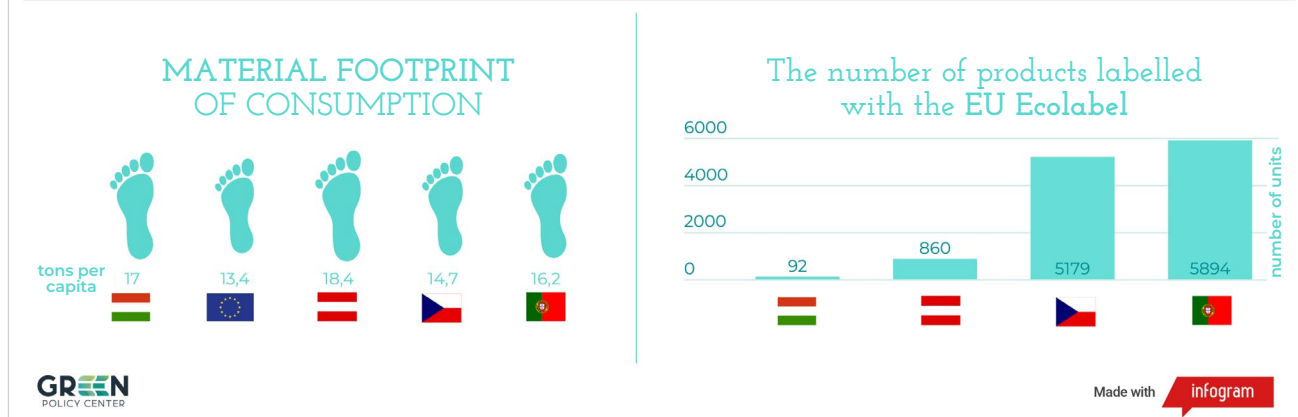 MATERIAL FOOTPRINT
OF CONSUMPTION
tons per
capita
17
13,4
18,4
14,7
16,2
The number of products labelled
with the EU Ecolabel
6000
4000
2000
0
92
860
5179
5894
number of units
GREEN
POLICY CENTER
Made with
infogram